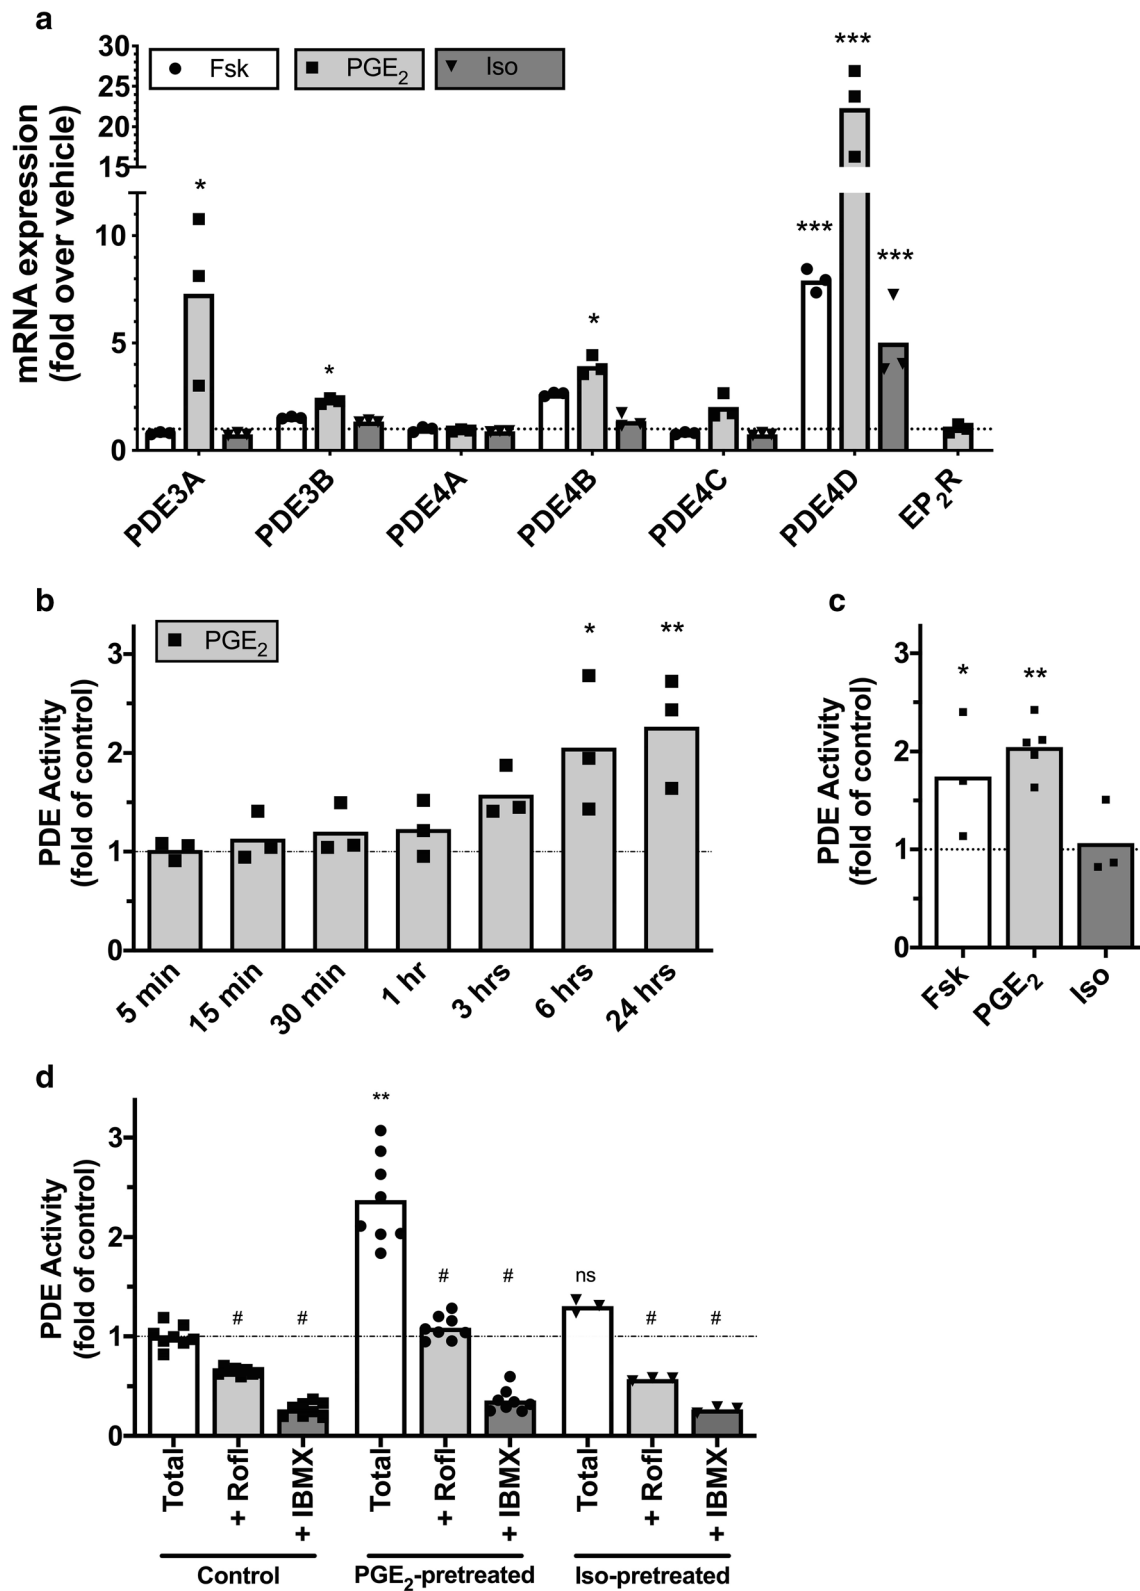 a
Fsk
PGE2
Iso
mRNA expression
(fold over vehicle)
30
25
20
15
10
5
0
*
*
*
***
***
***
PDE3A
PDE3B
PDE4A
PDE4B
PDE4C
PDE4D
EP2R
b
PGE2
PDE Activity
(fold of control)
3
2
1
0
*
**
5 min
15 min
30 min
1 hr
3 hrs
6 hrs
24 hrs
c
PDE Activity
(fold of control)
3
2
1
0
*
**
Fsk
PGE2
Iso
d
PDE Activity
(fold of control)
3
2
1
0
#
#
**
#
#
ns
#
#
Total
+ Rofl
+ IBMX
Total
+ Rofl
+ IBMX
Total
+ Rofl
+ IBMX
Control
PGE2-pretreated
Iso-pretreated